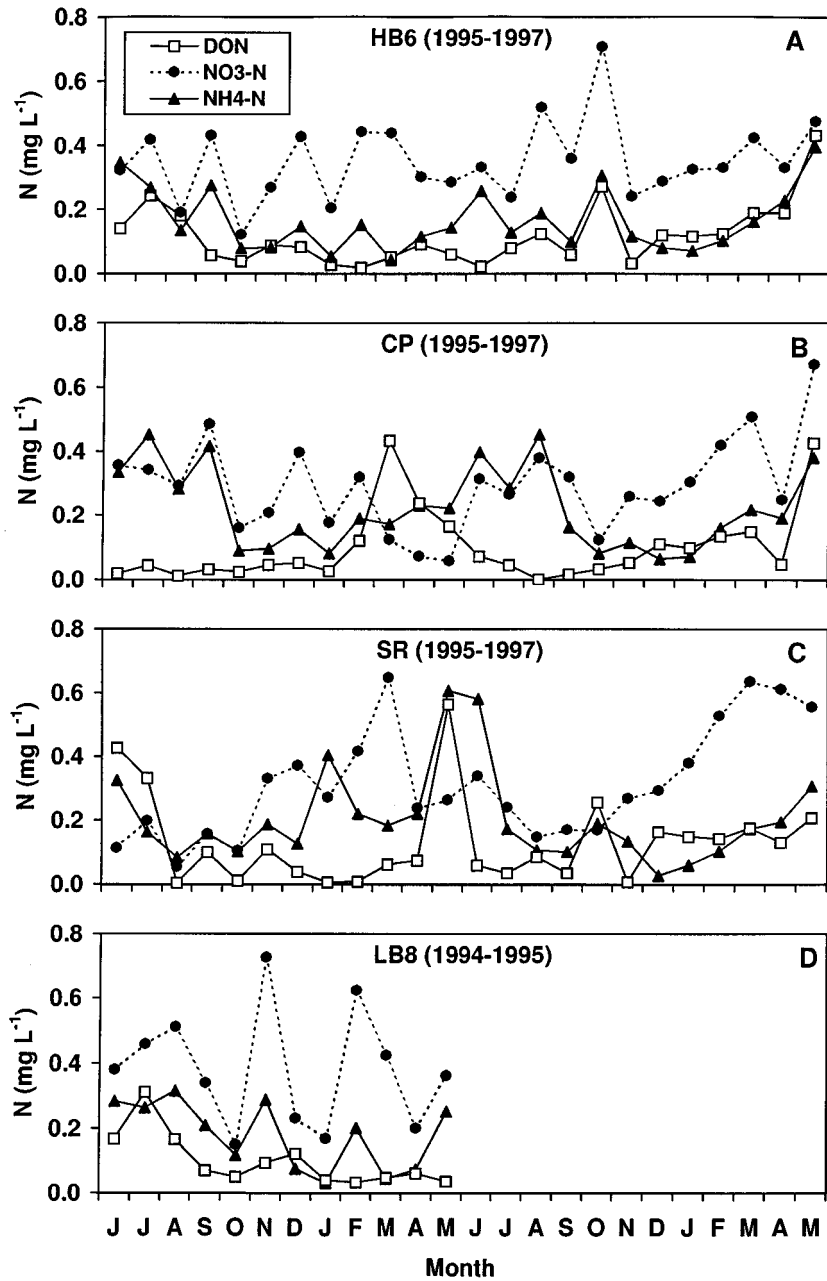 HB6 (1995-1997)
A
DON
NO3-N
NH4-N
N (mg L⁻¹)
0.8
0.6
0.4
0.2
0.0
CP (1995-1997)
B
N (mg L⁻¹)
0.8
0.6
0.4
0.2
0.0
SR (1995-1997)
C
N (mg L⁻¹)
0.8
0.6
0.4
0.2
0.0
LB8 (1994-1995)
D
N (mg L⁻¹)
0.8
0.6
0.4
0.2
0.0
J J A S O N D J F M A M J J A S O N D J F M A M
Month